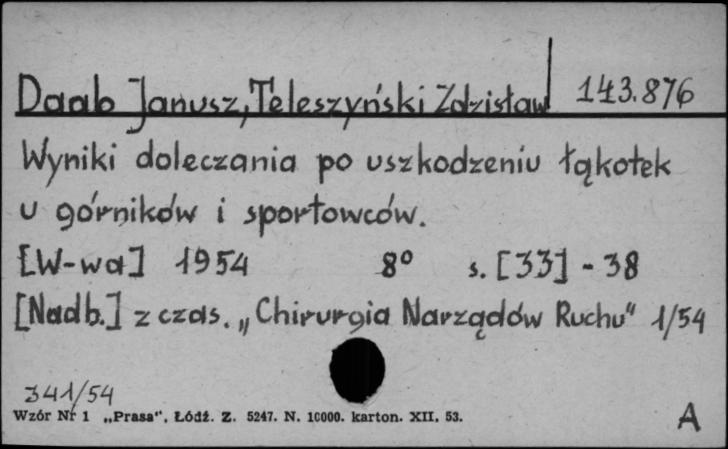 Daab Janusz, Teleszyński Zdzisław 143.876
Wyniki doleczania po uszkodzeniu łąkotek
u górników i sportowców.
[W-wa] 1954 8° s. [33] - 38
[Nadb.] z czas. „Chirurgia Narządów Ruchu" 1/54
341/54
Wzór Nr 1 „Prasa", Łódź. Z. 5247. N. 10000. karton. XII. 53.
A